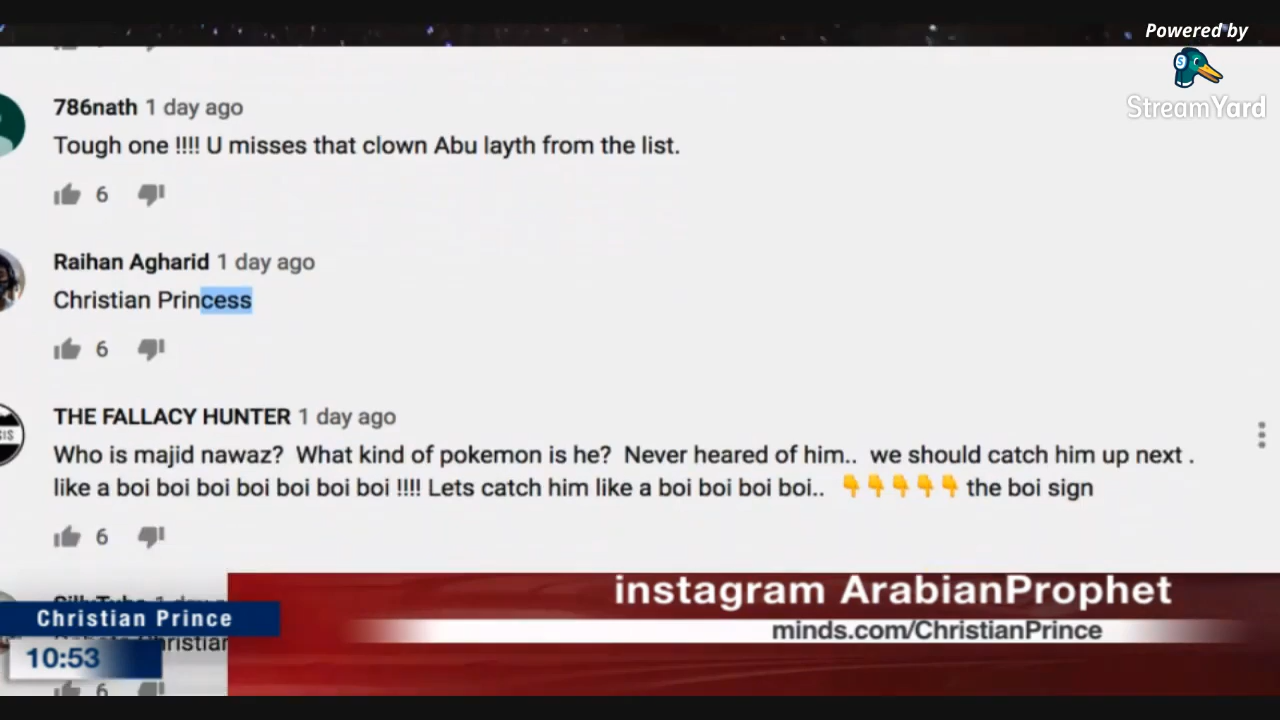 Powered by
StreamYard
786nath 1 day ago
Tough one !!!! U misses that clown Abu layth from the list.
6
Raihan Agharid 1 day ago
Christian Princess
6
THE FALLACY HUNTER 1 day ago
Who is majid nawaz? What kind of pokemon is he? Never heared of him.. we should catch him up next .
like a boi boi boi boi boi boi boi !!!! Lets catch him like a boi boi boi boi.. 👇👇👇👇👇 the boi sign
6
instagram ArabianProphet
Christian Prince
minds.com/ChristianPrince
10:53
6